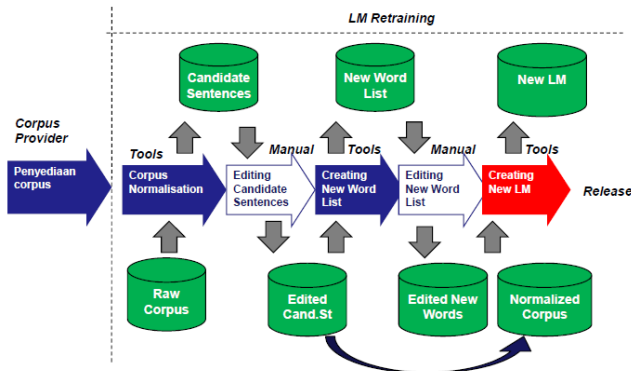 LM Retraining
Candidate
Sentences
New Word
List
New LM
Corpus
Provider
Tools
Manual
Tools
Manual
Tools
Penyediaan
corpus
Corpus
Normalisation
Editing
Candidate
Sentences
Creating
New Word
List
Editing
New Word
List
Creating
New LM
Release
Raw
Corpus
Edited
Cand.St
Edited New
Words
Normalized
Corpus